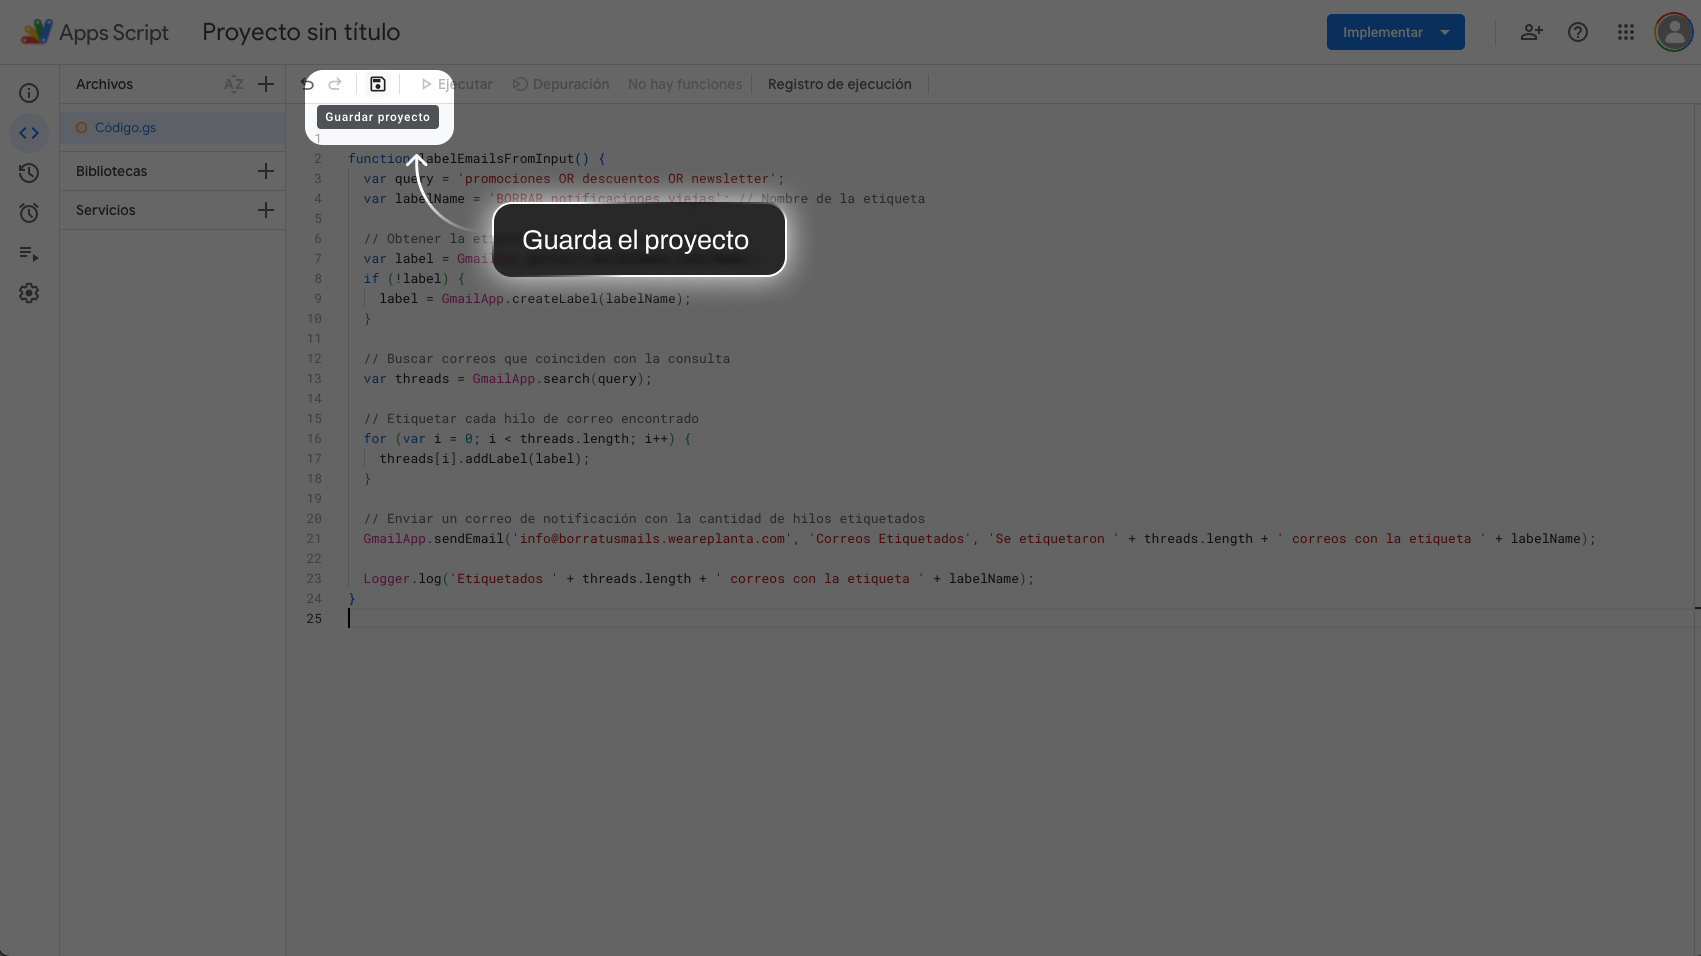 Apps Script
Proyecto sin título
Implementar
Archivos
AZ
Ejecutar
Depuración
No hay funciones
Registro de ejecución
Código.gs
Bibliotecas
Servicios
Guardar proyecto
Guarda el proyecto
1
2 function labelEmailsFromInput() {
3 var query = 'promociones OR descuentos OR newsletter';
4 var labelName = 'BORRAR notificaciones viejas'; // Nombre de la etiqueta
5
6 // Obtener la
7 var label =
8 if (!label) {
9 label = GmailApp.createLabel(labelName);
10 }
11
12 // Buscar correos que coinciden con la consulta
13 var threads = GmailApp.search(query);
14
15 // Etiquetar cada hilo de correo encontrado
16 for (var i = 0; i < threads.length; i++) {
17 threads[i].addLabel(label);
18 }
19
20 // Enviar un correo de notificación con la cantidad de hilos etiquetados
21 GmailApp.sendEmail('info@borratusmails.weareplanta.com', 'Correos Etiquetados', 'Se etiquetaron ' + threads.length + ' correos con la etiqueta ' + labelName);
22
23 Logger.log('Etiquetados ' + threads.length + ' correos con la etiqueta ' + labelName);
24 }
25